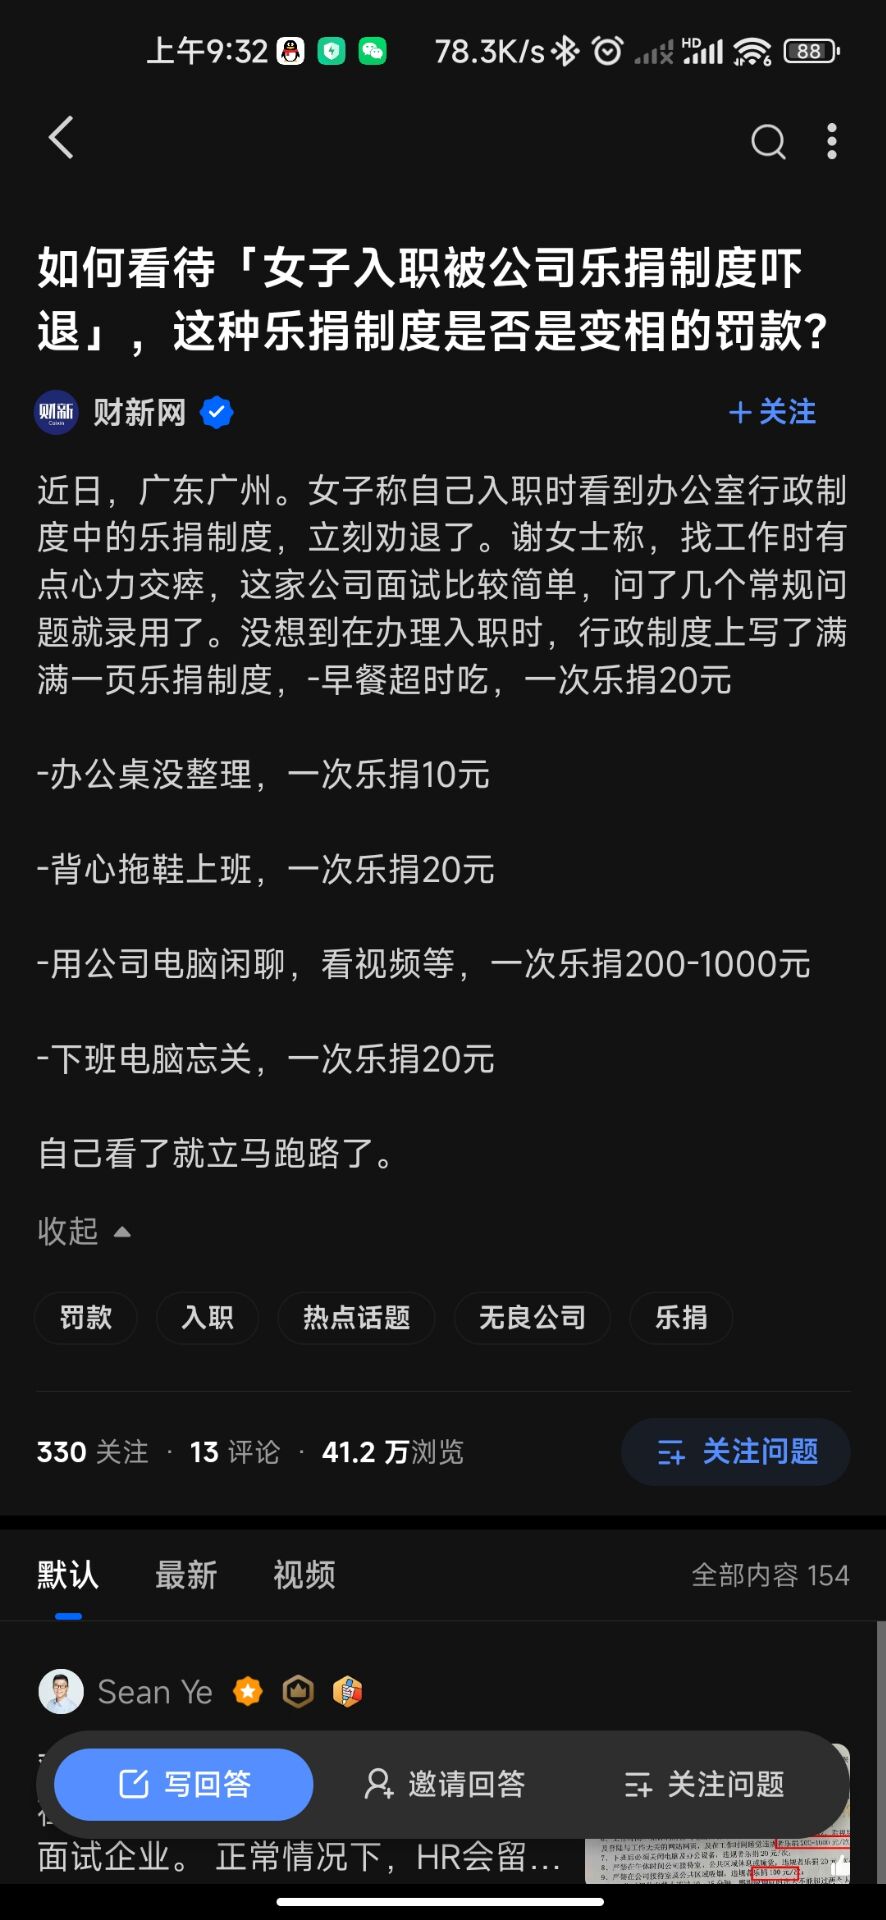 上午9:32
78.3K/s
HD
6
88
如何看待「女子入职被公司乐捐制度吓
退」，这种乐捐制度是否是变相的罚款？
财新
Caixin
财新网
+关注
近日，广东广州。女子称自己入职时看到办公室行政制
度中的乐捐制度，立刻劝退了。谢女士称，找工作时有
点心力交瘁，这家公司面试比较简单，问了几个常规问
题就录用了。没想到在办理入职时，行政制度上写了满
满一页乐捐制度，-早餐超时吃，一次乐捐20元
-办公桌没整理，一次乐捐10元
-背心拖鞋上班，一次乐捐20元
-用公司电脑闲聊，看视频等，一次乐捐200-1000元
-下班电脑忘关，一次乐捐20元
自己看了就立马跑路了。
收起
罚款
入职
热点话题
无良公司
乐捐
330 关注 · 13 评论 · 41.2 万浏览
关注问题
默认
最新
视频
全部内容 154
Sean Ye
写回答
邀请回答
关注问题
面试企业。 正常情况下，HR会留...